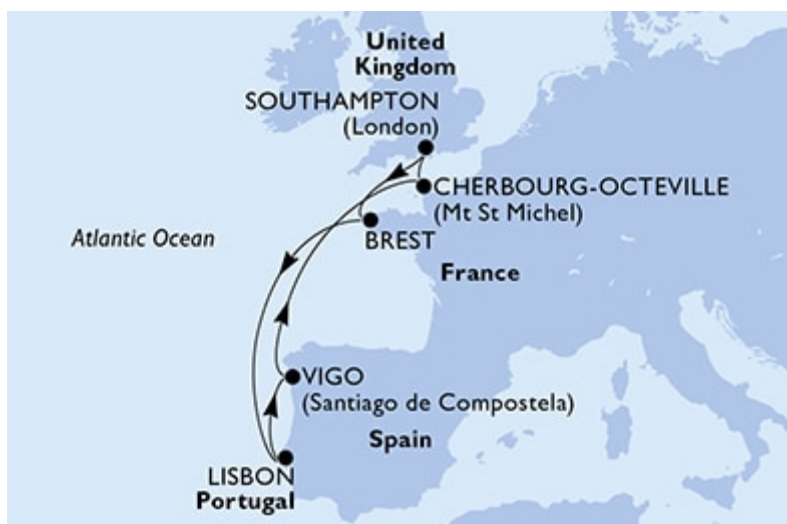 United
Kingdom
SOUTHAMPTON
(London)
CHERBOURG-OCTEVILLE
(Mt St Michel)
BREST
Atlantic Ocean
France
VIGO
(Santiago de Compostela)
Spain
LISBON
Portugal